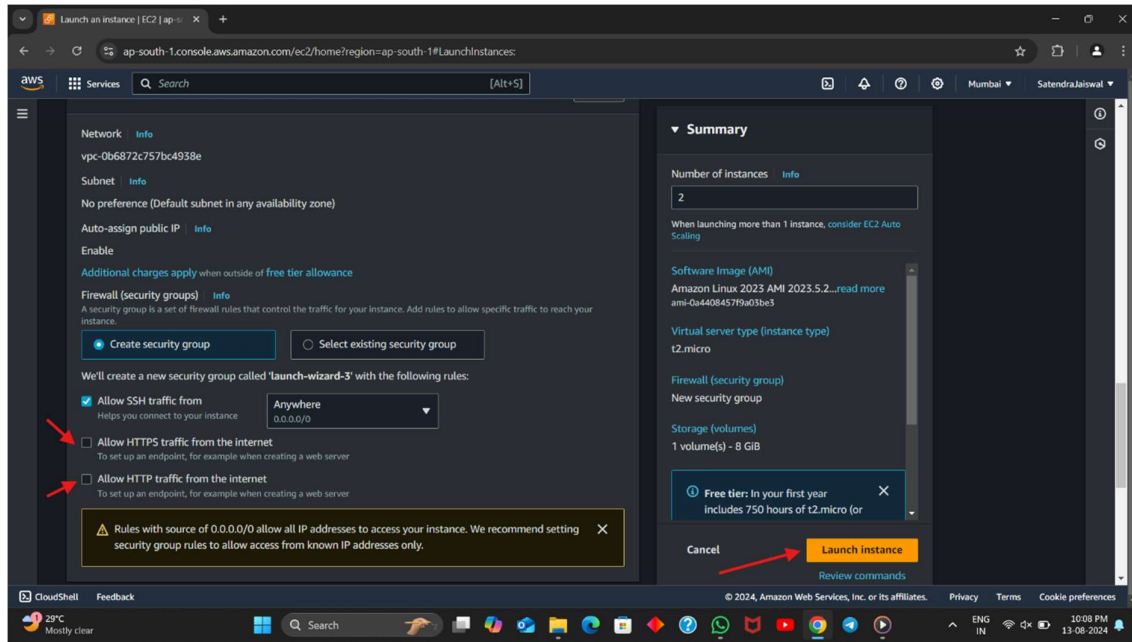 Launch an instance | EC2 | ap-s
ap-south-1.console.aws.amazon.com/ec2/home?region=ap-south-1#LaunchInstances:
aws
Services
Search
[Alt+S]
Mumbai
SatendraJaiswal
Network
Info
vpc-0b6872c757bc4938e
Subnet
Info
No preference (Default subnet in any availability zone)
Auto-assign public IP
Info
Enable
Additional charges apply when outside of free tier allowance
Firewall (security groups)
Info
A security group is a set of firewall rules that control the traffic for your instance. Add rules to allow specific traffic to reach your
instance.
Create security group
Select existing security group
We'll create a new security group called 'launch-wizard-3' with the following rules:
Allow SSH traffic from
Helps you connect to your instance
Anywhere
0.0.0.0/0
Allow HTTPS traffic from the internet
To set up an endpoint, for example when creating a web server
Allow HTTP traffic from the internet
To set up an endpoint, for example when creating a web server
Rules with source of 0.0.0.0/0 allow all IP addresses to access your instance. We recommend setting
security group rules to allow access from known IP addresses only.
Summary
Number of instances
Info
2
When launching more than 1 instance, consider EC2 Auto
Scaling
Software Image (AMI)
Amazon Linux 2023 AMI 2023.5.2...read more
ami-0a4408457f9a03be3
Virtual server type (instance type)
t2.micro
Firewall (security group)
New security group
Storage (volumes)
1 volume(s) - 8 GiB
Free tier: In your first year
includes 750 hours of t2.micro (or
Cancel
Launch instance
Review commands
CloudShell
Feedback
© 2024, Amazon Web Services, Inc. or its affiliates.
Privacy
Terms
Cookie preferences
1
29°C
Mostly clear
Search
ENG
IN
10:08 PM
13-08-2024